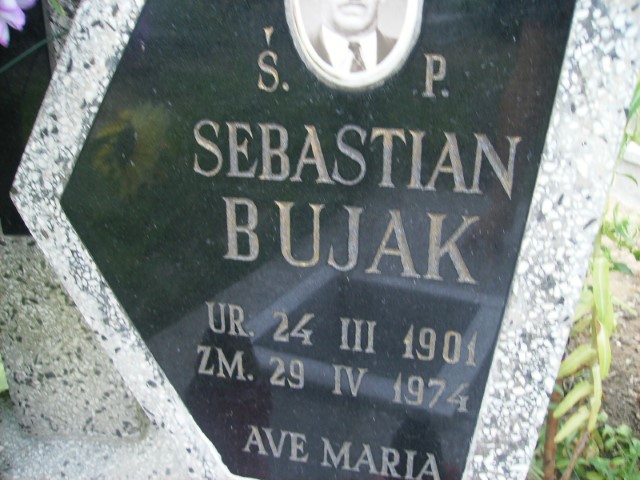 Ś. P.
SEBASTIAN
BUJAK
UR. 24 III 1901
ZM. 29 IV 1974
AVE MARIA